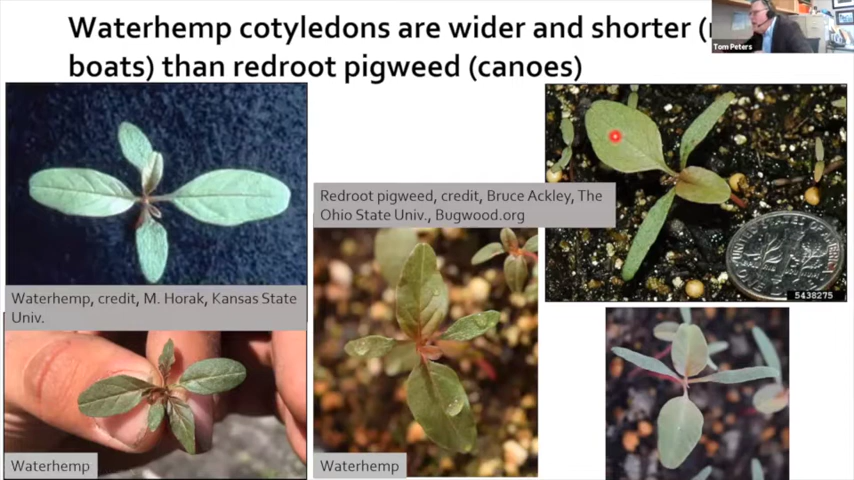 Waterhemp cotyledons are wider and shorter (
boats) than redroot pigweed (canoes)
Tom Peters
Redroot pigweed, credit, Bruce Ackley, The
Ohio State Univ., Bugwood.org
Waterhemp, credit, M. Horak, Kansas State
Univ.
5438275
Waterhemp
Waterhemp